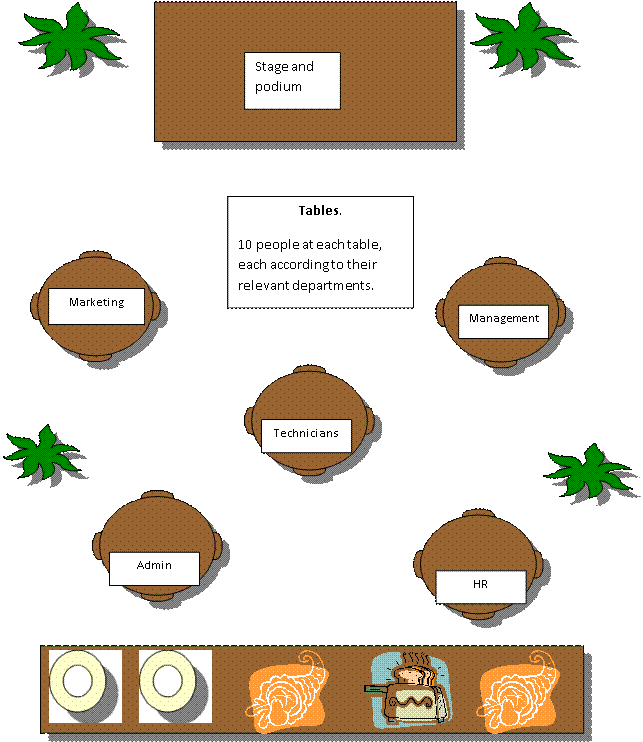 Stage and
podium
Tables.
10 people at each table,
each according to their
relevant departments.
Marketing
Management
Technicians
Admin
HR